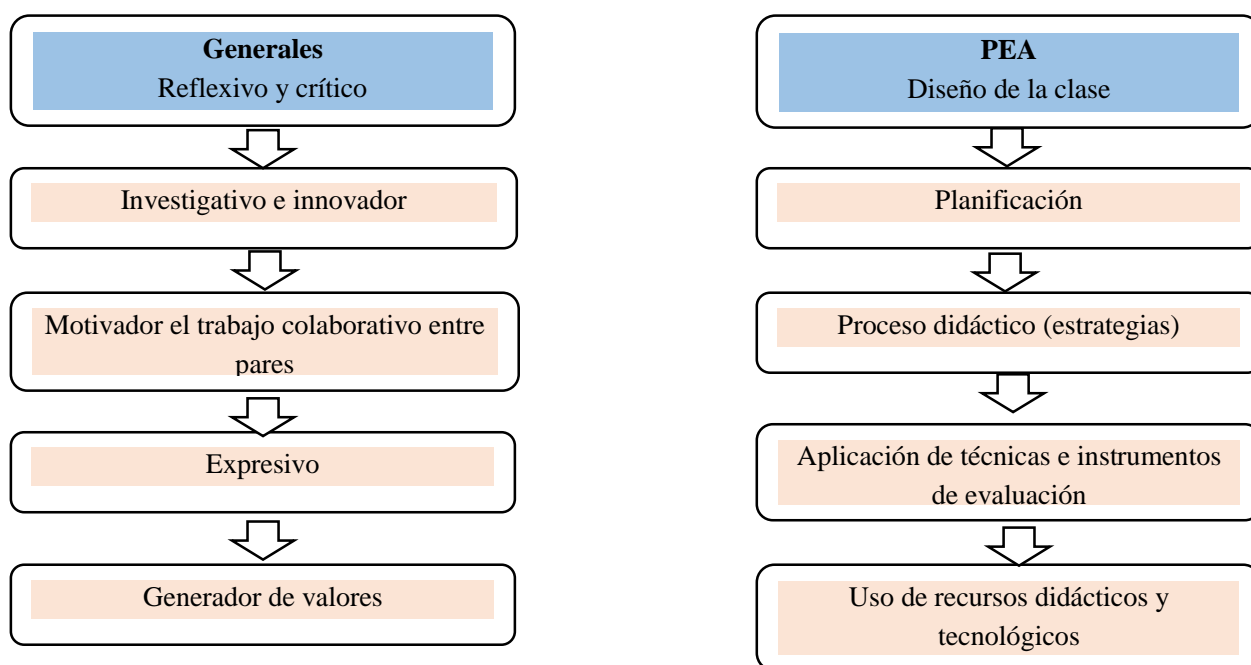 Generales
Reflexivo y crítico
Investigativo e innovador
Motivador el trabajo colaborativo entre
pares
Expresivo
Generador de valores
PEA
Diseño de la clase
Planificación
Proceso didáctico (estrategias)
Aplicación de técnicas e instrumentos
de evaluación
Uso de recursos didácticos y
tecnológicos